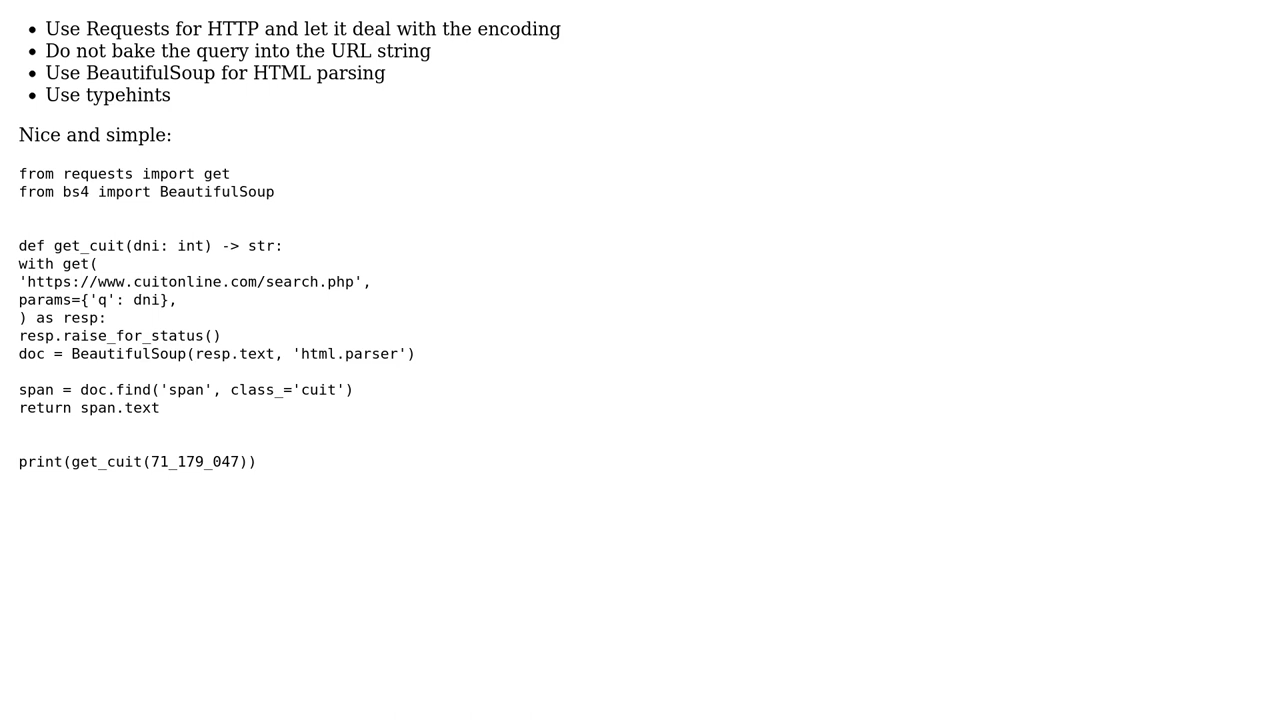 • Use Requests for HTTP and let it deal with the encoding
• Do not bake the query into the URL string
• Use BeautifulSoup for HTML parsing
• Use typehints
Nice and simple:
from requests import get
from bs4 import BeautifulSoup
def get_cuit(dni: int) -> str:
with get(
'https://www.cuitonline.com/search.php',
params={'q': dni},
) as resp:
resp.raise_for_status()
doc = BeautifulSoup(resp.text, 'html.parser')
span = doc.find('span', class_='cuit')
return span.text
print(get_cuit(71_179_047))